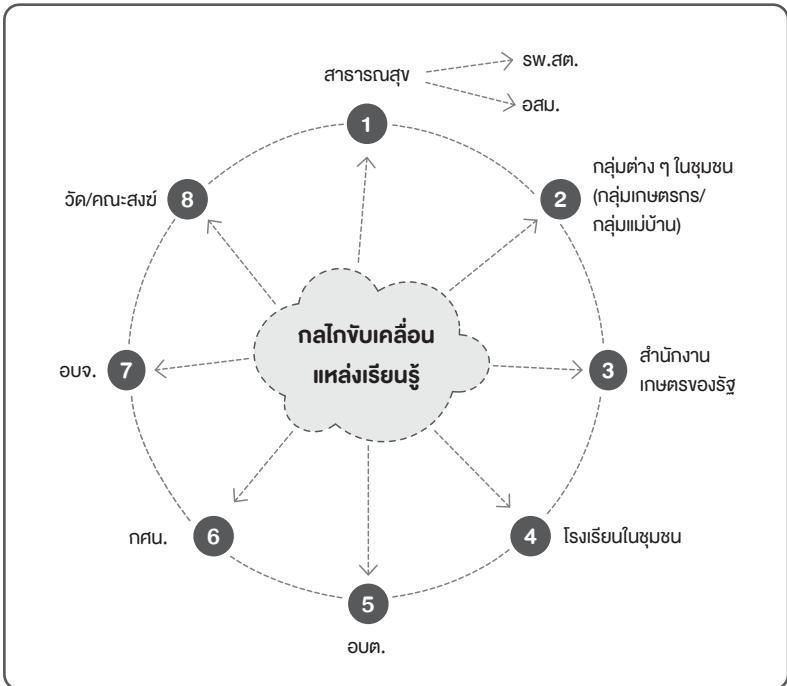 สาธารณสุข
รพ.สต.
อสม.
1
2
กลุ่มต่าง ๆ ในชุมชน
(กลุ่มเกษตรกร/
กลุ่มแม่บ้าน)
3
สำนักงาน
เกษตรของรัฐ
4
โรงเรียนในชุมชน
5
อบต.
6
กศน.
7
อบจ.
8
วัด/คณะสงฆ์
กลไกขับเคลื่อน
แหล่งเรียนรู้